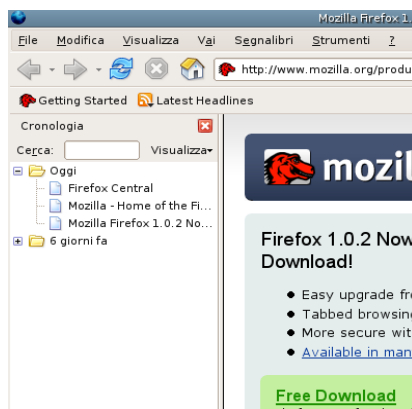 Mozilla Firefox 1.
File Modifica Visualizza Vai Segnalibri Strumenti ?
http://www.mozilla.org/produ
Getting Started Latest Headlines
Cronologia
Cerca: Visualizza
Oggi
Firefox Central
Mozilla - Home of the Fi...
Mozilla Firefox 1.0.2 No...
6 giorni fa
mozil
Firefox 1.0.2 Now
Download!
Easy upgrade fr
Tabbed browsing
More secure wit
Available in man
Free Download